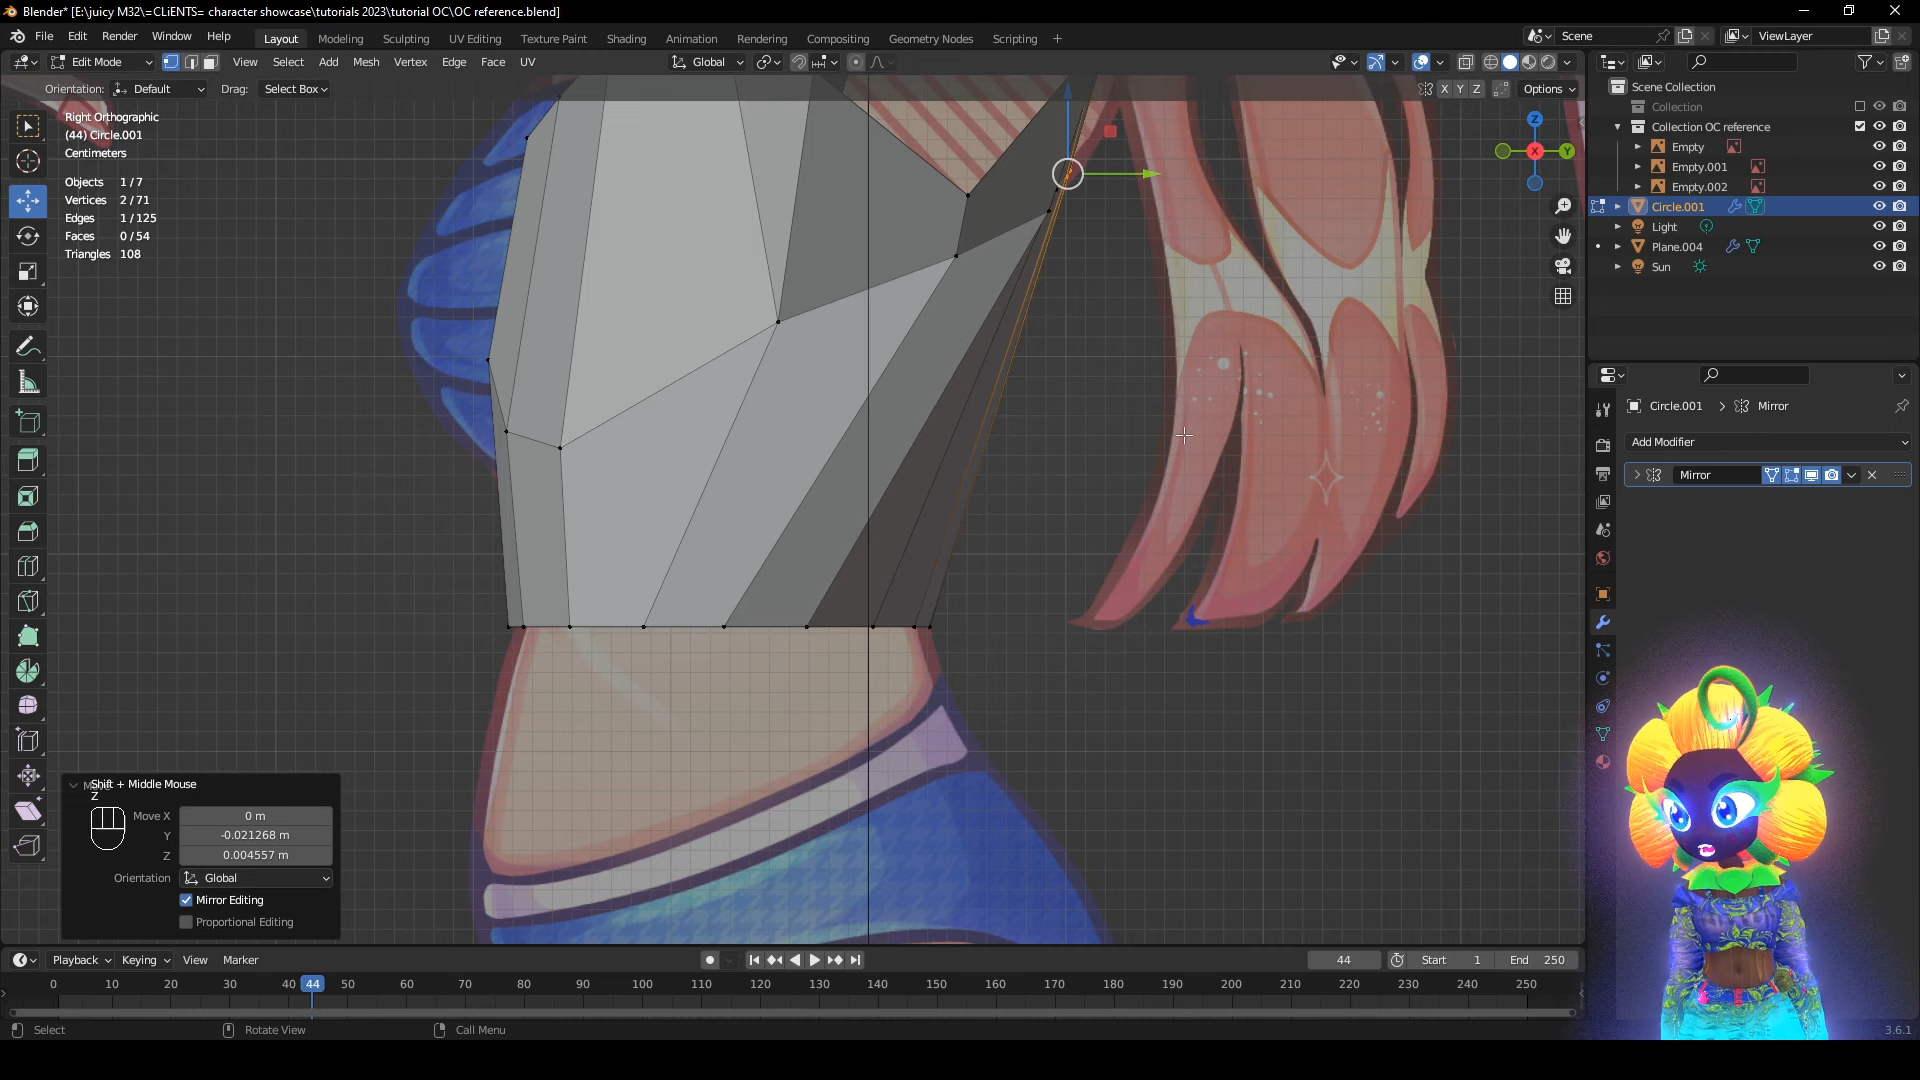 Blender* [E:\juicy M32\=CLiENTS= character showcase\tutorials 2023\tutorial OC\OC reference.blend]
File Edit Render Window Help Layout Modeling Sculpting UV Editing Texture Paint Shading Animation Rendering Compositing Geometry Nodes Scripting + Scene ViewLayer
Edit Mode View Select Add Mesh Vertex Edge Face UV Global
Orientation: Default Drag: Select Box X Y Z Options
Right Orthographic
(44) Circle.001
Centimeters
Objects 1/7
Vertices 2/71
Edges 1/125
Faces 0/54
Triangles 108
Z
X
Y
Scene Collection
Collection
Collection OC reference
Empty
Empty.001
Empty.002
Circle.001
Light
Plane.004
Sun
Circle.001 > Mirror
Add Modifier
Mirror
Shift + Middle Mouse
Z
Move X 0 m
Y -0.021268 m
Z 0.004557 m
Orientation Global
Mirror Editing
Proportional Editing
Playback Keying View Marker 44 Start 1 End 250
0 10 20 30 40 44 50 60 70 80 90 100 110 120 130 140 150 160 170 180 190 200 210 220 230 240 250
Select Rotate View Call Menu 3.6.1